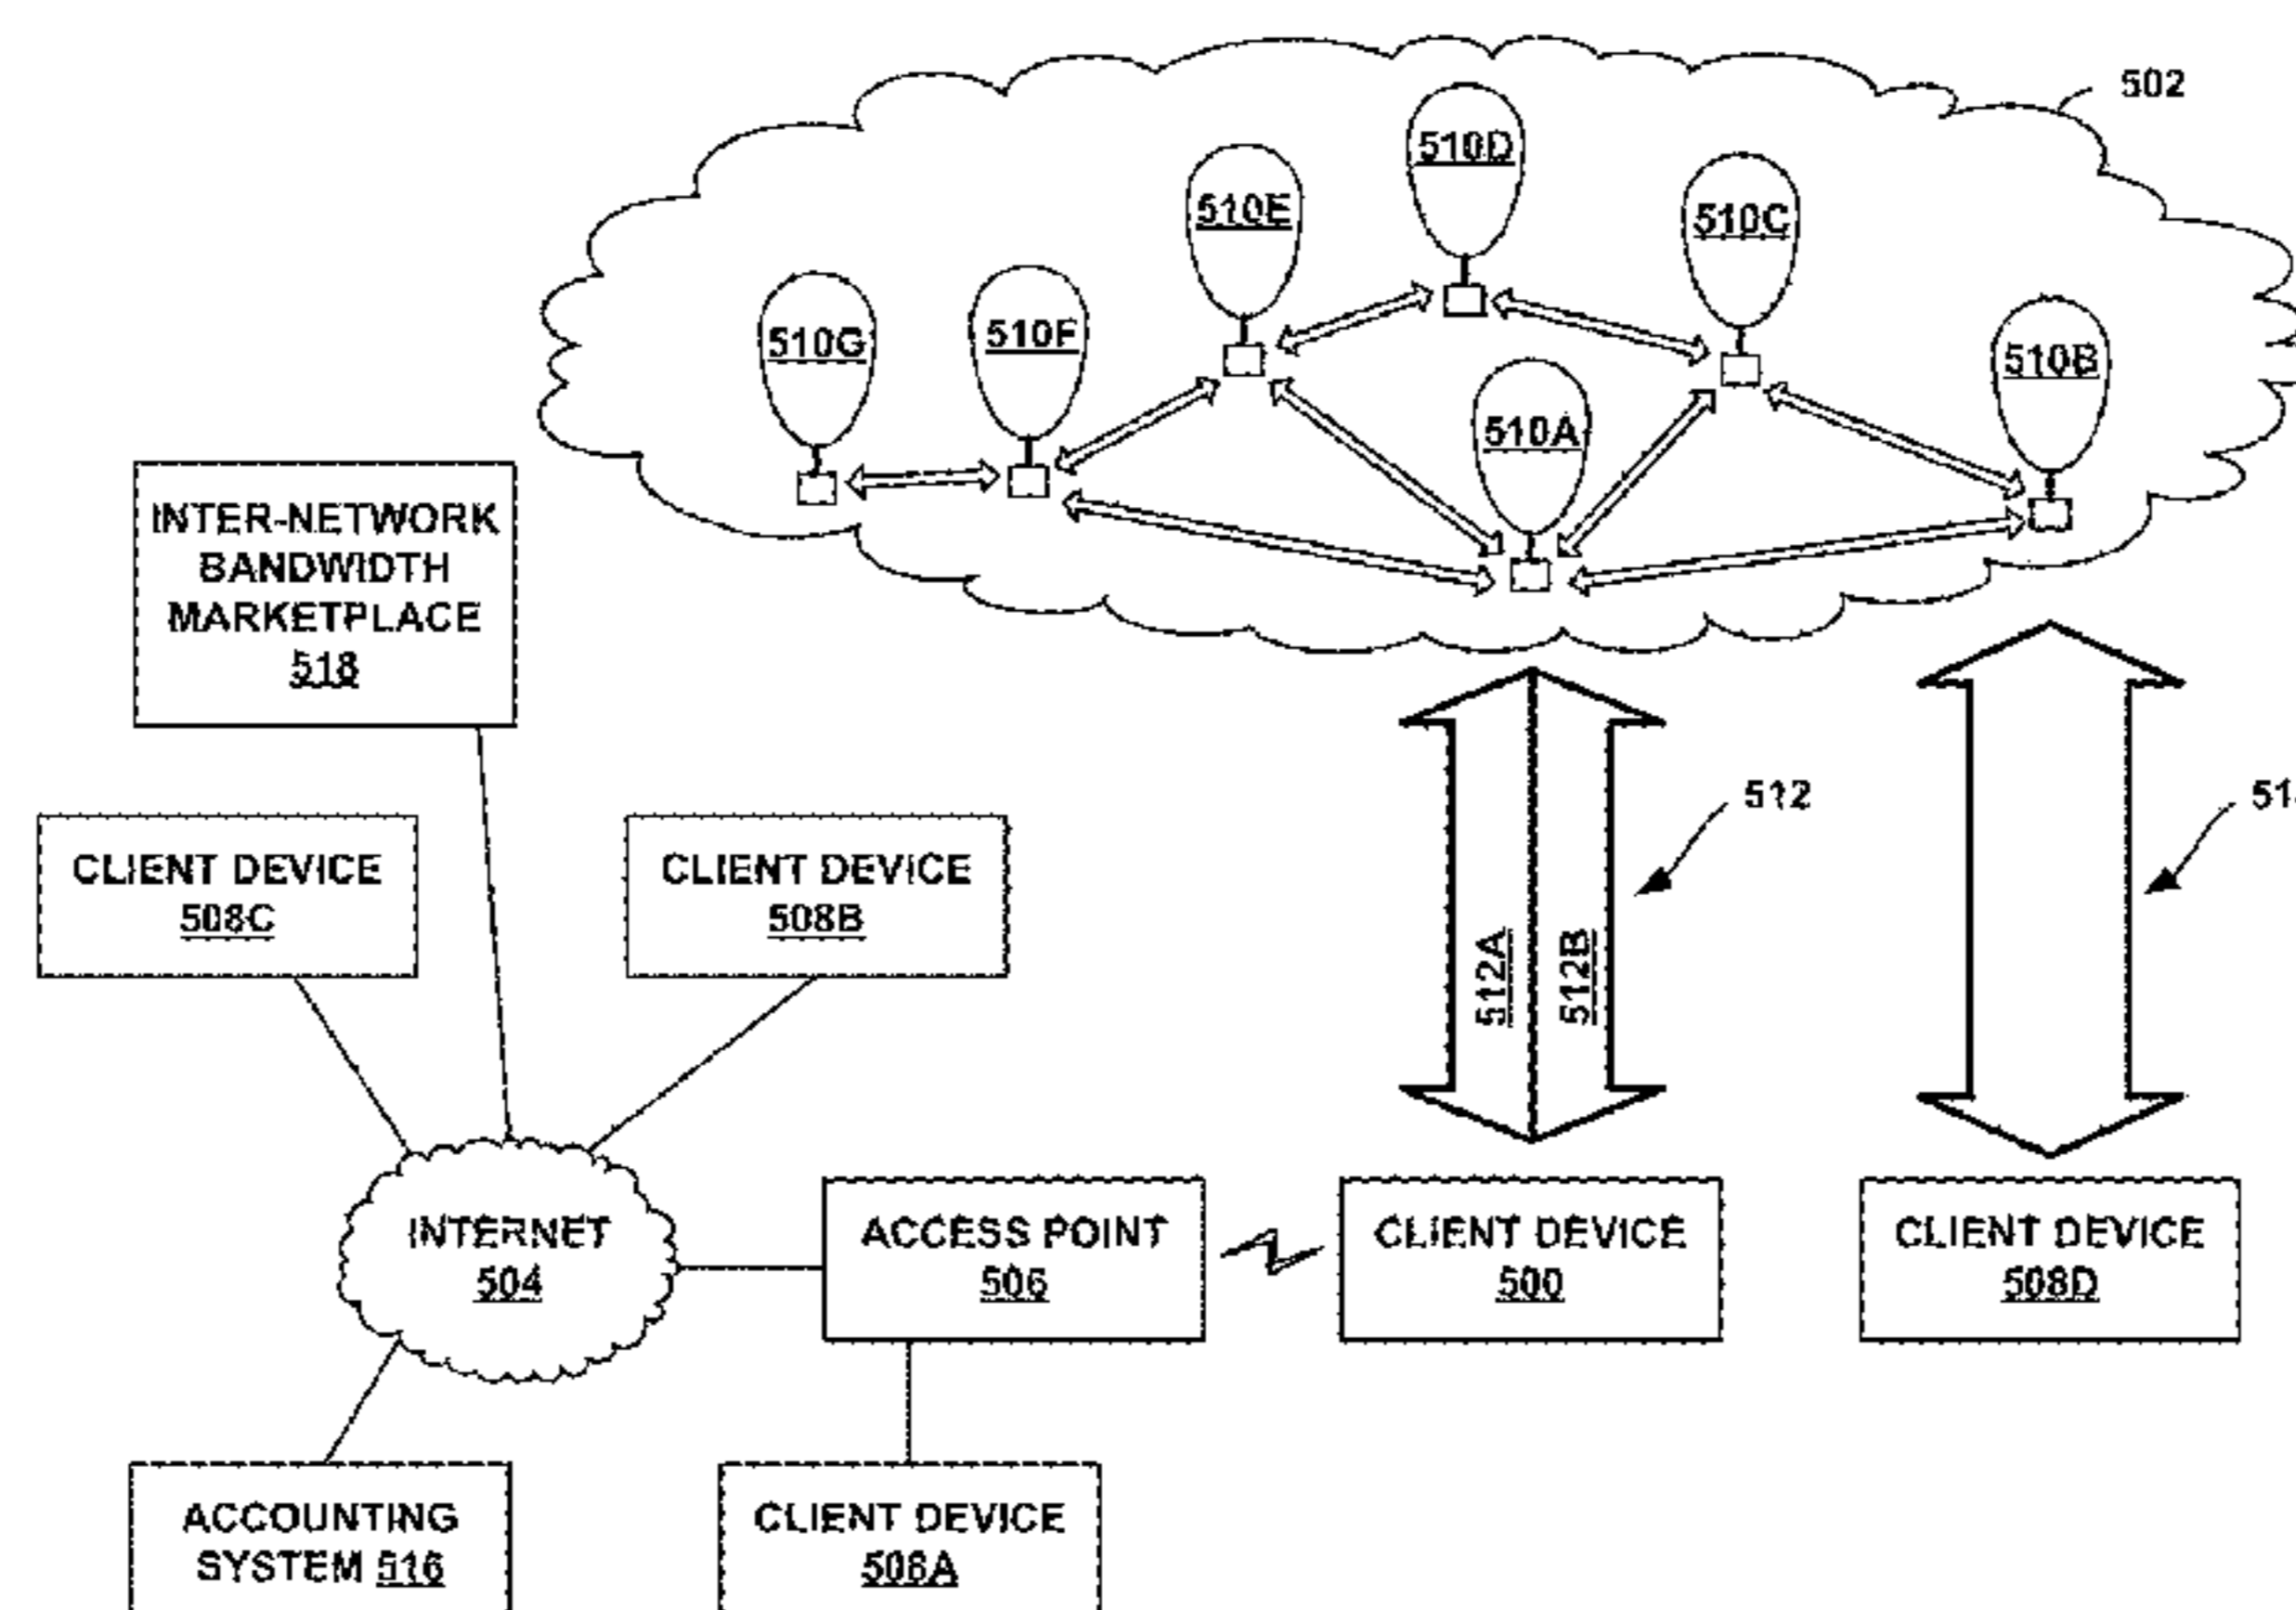 502
510D
510E
510C
510G
510F
510B
510A
INTER-NETWORK
BANDWIDTH
MARKETPLACE
518
512
CLIENT DEVICE
508C
CLIENT DEVICE
508B
512A
512B
INTERNET
504
ACCESS POINT
506
CLIENT DEVICE
500
CLIENT DEVICE
508D
ACCOUNTING
SYSTEM 516
CLIENT DEVICE
508A